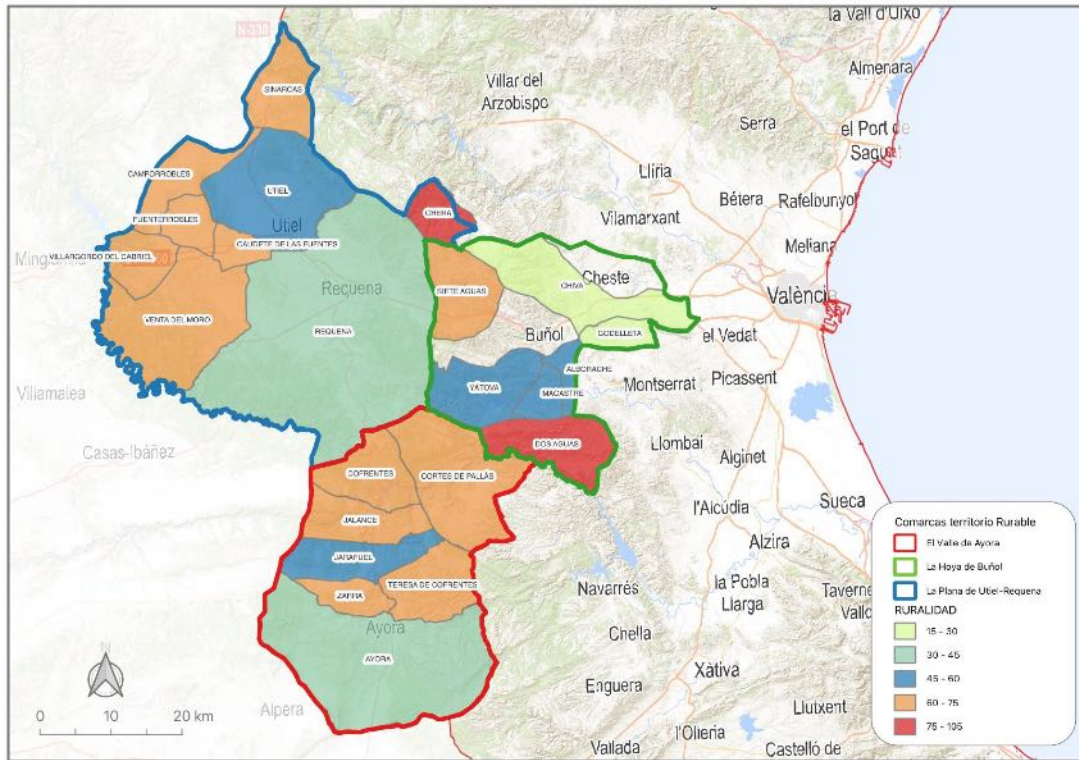 N-330
la Vall d'Uixó
Almenara
Villar del
Arzobispo
Serra
el Port de
Sagunt
SINARCAS
Llíria
Bétera
Rafelbunyol
CAMPORROBLES
UTIEL
Utiel
CHERA
Vilamarxant
FUENTERROBLES
CAUDETE DE LAS FUENTES
Meliana
VILLARGORDO DEL CABRIEL
Cheste
SIETE AGUAS
CHIVA
València
Requena
VENTA DEL MORO
REQUENA
Buñol
GODELLETA
el Vedat
ALBORACHE
YÁTOVA
MACASTRE
Montserrat
Picassent
Villamalea
DOS AGUAS
Llombai
Casas-Ibáñez
Alginet
COFRENTES
CORTES DE PALLÁS
l'Alcúdia
Sueca
JALANCE
Alzira
JARAFUEL
TERESA DE COFRENTES
Navarrés
la Pobla
Llarga
ZARRA
Ayora
Chella
AYORA
Xàtiva
Enguera
Alpera
l'Olleria
Llutxent
Vallada
Castelló de
N
0 10 20 km
Comarcas territorio Rurable
El Valle de Ayora
La Hoya de Buñol
La Plana de Utiel-Requena
RURALIDAD
15 - 30
30 - 45
45 - 60
60 - 75
75 - 105